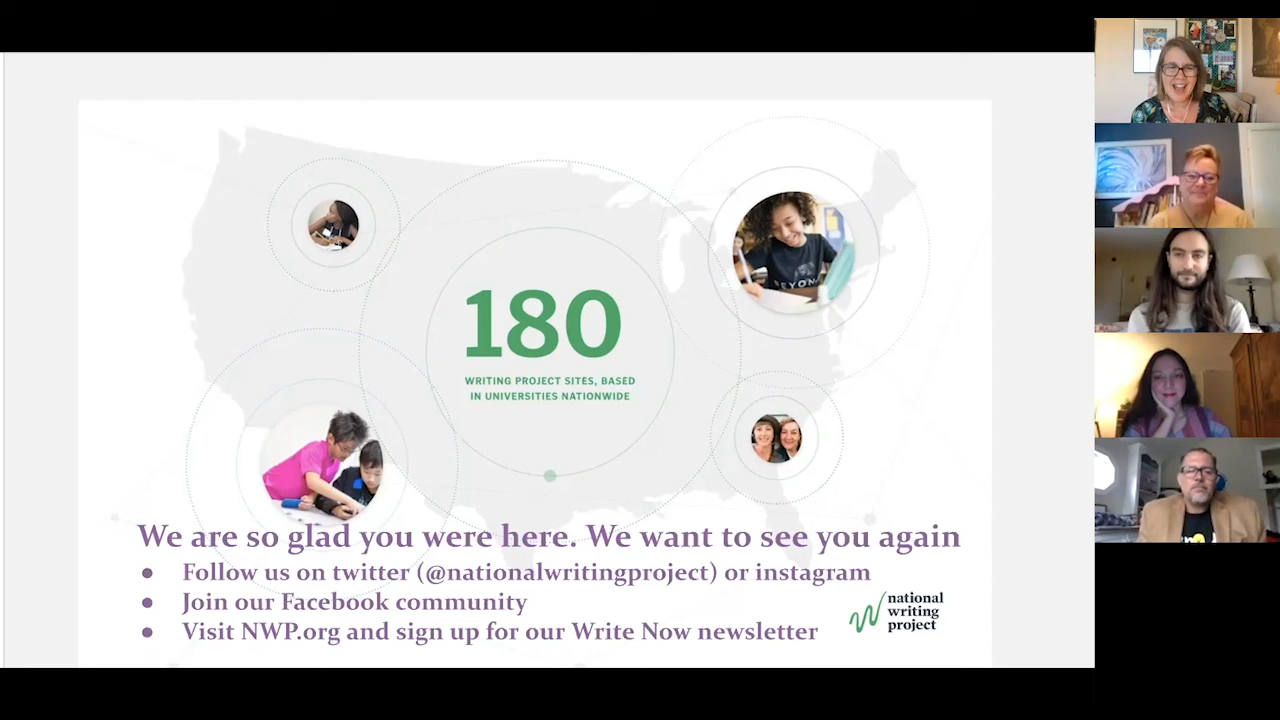 180
WRITING PROJECT SITES, BASED
IN UNIVERSITIES NATIONWIDE
BEYON
We are so glad you were here. We want to see you again
● Follow us on twitter (@nationalwritingproject) or instagram
● Join our Facebook community
● Visit NWP.org and sign up for our Write Now newsletter
national
writing
project